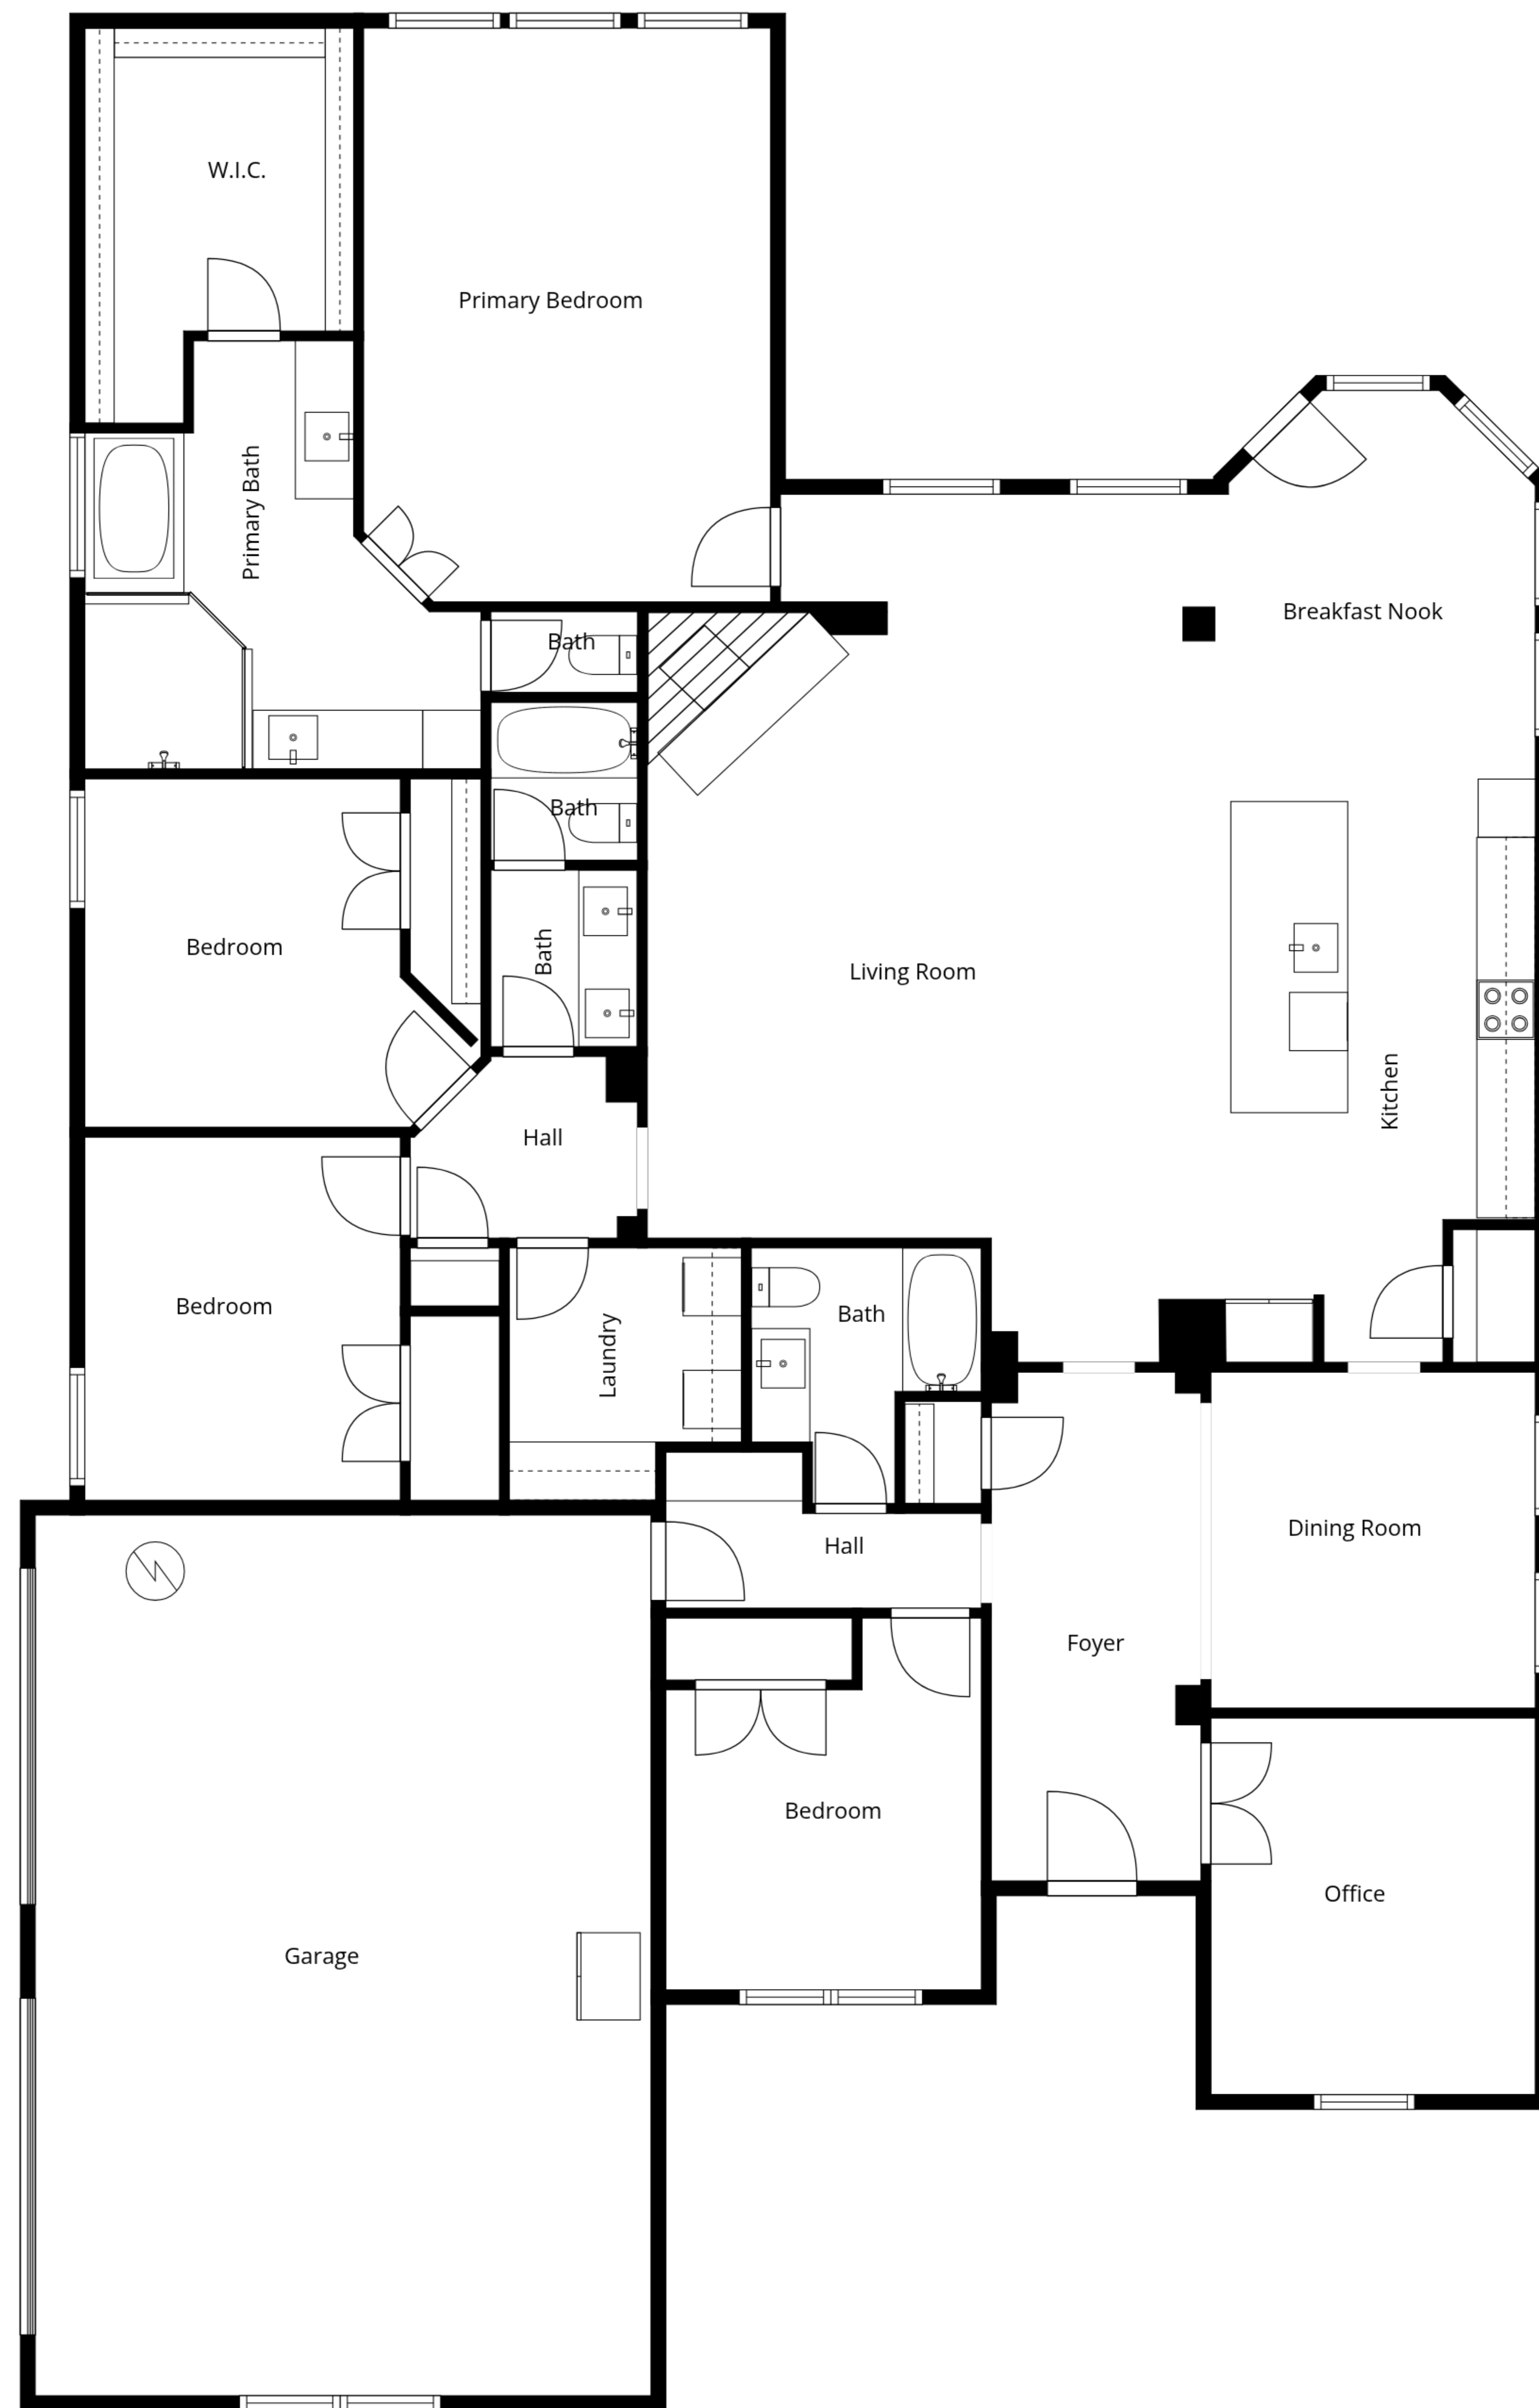 W.I.C.
Primary Bedroom
Primary Bath
Breakfast Nook
Bath
Bath
Bedroom
Bath
Living Room
Kitchen
Hall
Bedroom
Laundry
Bath
Dining Room
Hall
Foyer
Bedroom
Office
Garage